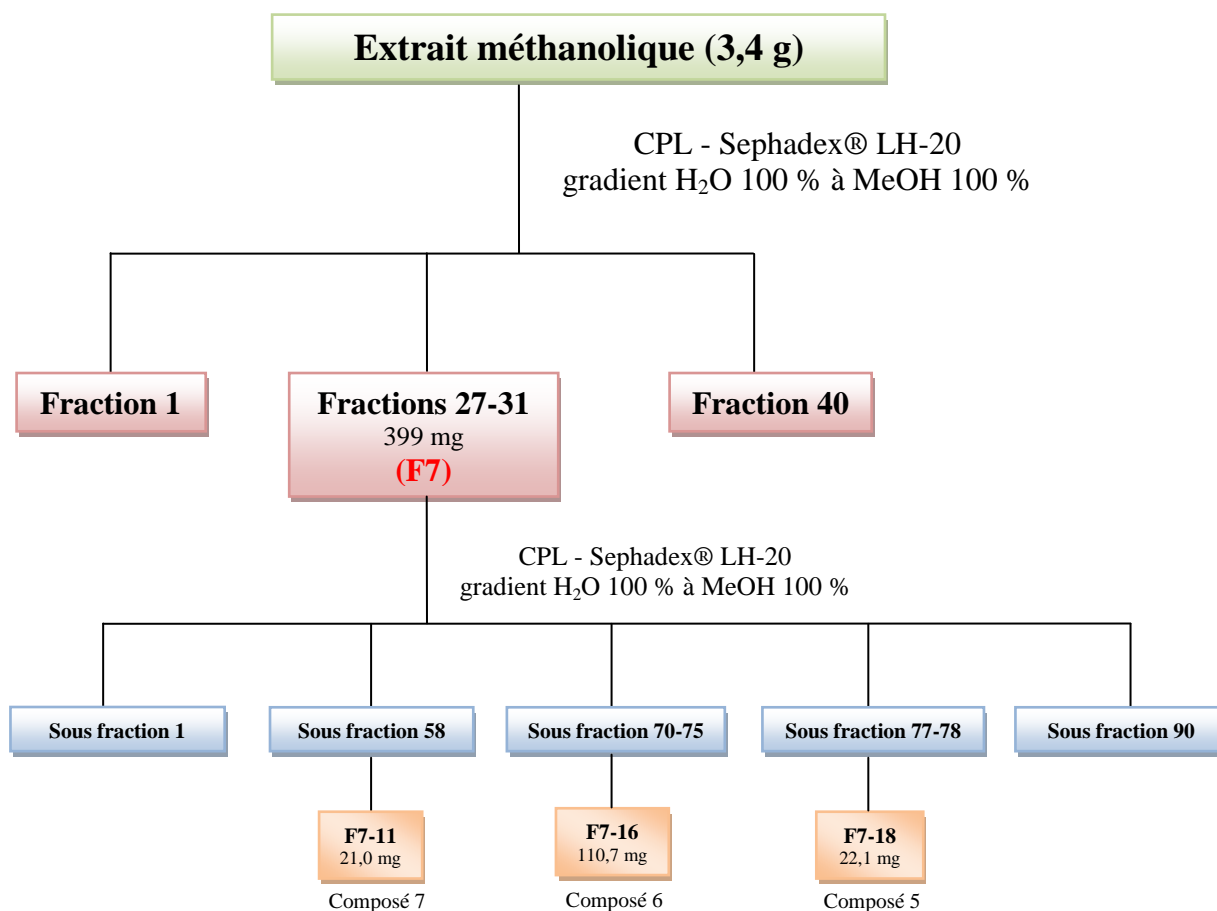 Extrait méthanolique (3,4 g)
CPL - Sephadex® LH-20
gradient H₂O 100 % à MeOH 100 %
Fraction 1
Fractions 27-31
399 mg
(F7)
Fraction 40
CPL - Sephadex® LH-20
gradient H₂O 100 % à MeOH 100 %
Sous fraction 1
Sous fraction 58
Sous fraction 70-75
Sous fraction 77-78
Sous fraction 90
F7-11
21,0 mg
Composé 7
F7-16
110,7 mg
Composé 6
F7-18
22,1 mg
Composé 5